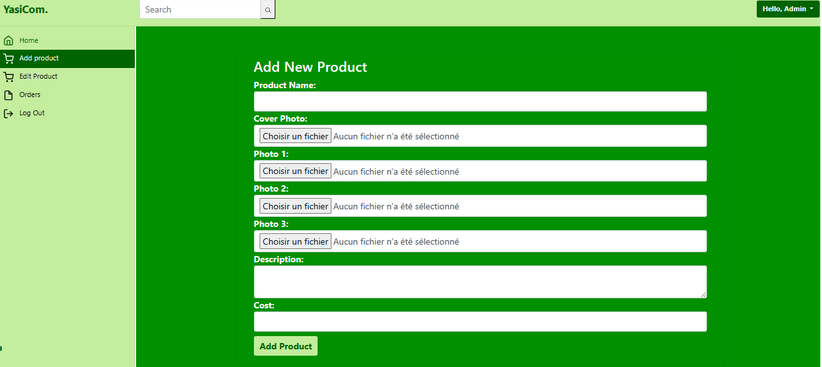 YasiCom.
Search
Hello, Admin
Home
Add product
Edit Product
Orders
Log Out
Add New Product
Product Name:
Cover Photo:
Choisir un fichier Aucun fichier n'a été sélectionné
Photo 1:
Choisir un fichier Aucun fichier n'a été sélectionné
Photo 2:
Choisir un fichier Aucun fichier n'a été sélectionné
Photo 3:
Choisir un fichier Aucun fichier n'a été sélectionné
Description:
Cost:
Add Product